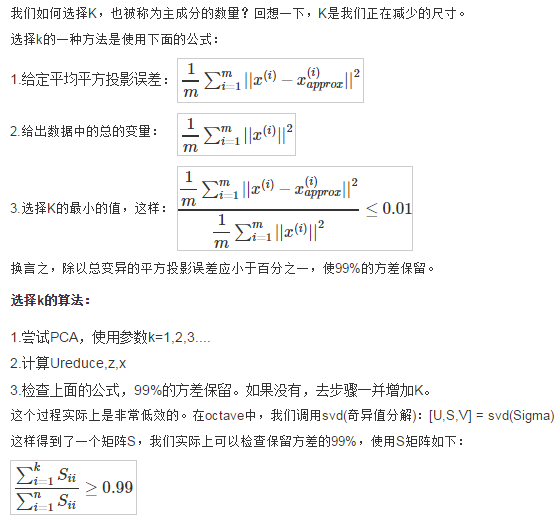 我们如何选择K，也被称为主成分的数量？回想一下，K是我们正在减少的尺寸。
选择k的一种方法是使用下面的公式：
1.给定平均平方投影误差： $\frac{1}{m}\sum_{i=1}^{m}||x^{(i)}-x_{approx}^{(i)}||^2$
2.给出数据中的总的变量： $\frac{1}{m}\sum_{i=1}^{m}||x^{(i)}||^2$
3.选择K的最小的值，这样： $\frac{\frac{1}{m}\sum_{i=1}^{m}||x^{(i)}-x_{approx}^{(i)}||^2}{\frac{1}{m}\sum_{i=1}^{m}||x^{(i)}||^2}\leq 0.01$
换言之，除以总变异的平方投影误差应小于百分之一，使99%的方差保留。
选择k的算法：
1.尝试PCA，使用参数k=1,2,3....
2.计算Ureduce,z,x
3.检查上面的公式，99%的方差保留。如果没有，去步骤一并增加K。
这个过程实际上是非常低效的。在octave中，我们调用svd(奇异值分解)：[U,S,V] = svd(Sigma)
这样得到了一个矩阵S，我们实际上可以检查保留方差的99%，使用S矩阵如下：
$\frac{\sum_{i=1}^{k}S_{ii}}{\sum_{i=1}^{n}S_{ii}}\geq 0.99$